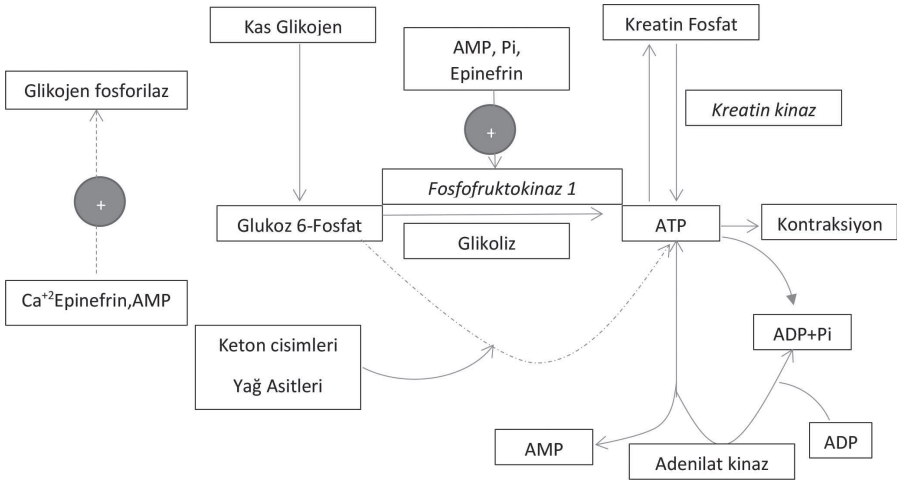 Kas Glikojen
AMP, Pi,
Epinefrin
Kreatin Fosfat
Glikojen fosforilaz
Kreatin kinaz
+
+
Fosfofruktokinaz 1
Glukoz 6-Fosfat
Glikoliz
ATP
Kontraksiyon
Ca+2Epinefrin,AMP
Keton cisimleri
Yağ Asitleri
ADP+Pi
AMP
Adenilat kinaz
ADP